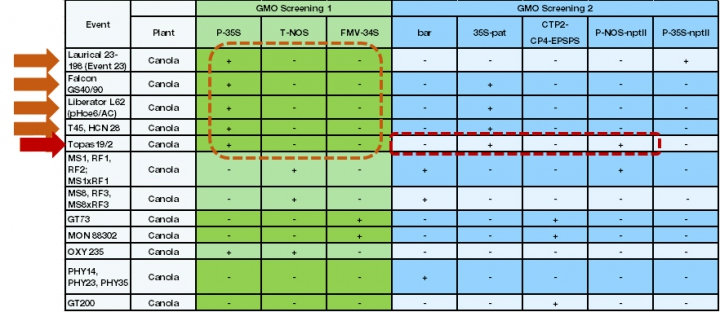 Event GMO Screening 1 GMO Screening 2
Plant P-35S T-NOS FMV-34S bar 35S-pat CTP2-CP4-EPSPS P-NOS-nptII P-35S-nptII
Laurical 23-
198 (Event 23) Canola + - - - - - - +
Falcon
GS40/90 Canola + - - - + - - -
Liberator L62
(pHoe6/AC) Canola + - - - + - - -
T45, HCN 28 Canola + - - - + - - -
Topas 19/2 Canola + - - - + - + -
MS1, RF1,
RF2;
MS1xRF1 Canola - + - + - - + -
MS8, RF3,
MS8xRF3 Canola - + - + - - - -
GT73 Canola - - + - - + - -
MON 88302 Canola - - + - - + - -
OXY 235 Canola + + - - - - - -
PHY14,
PHY23, PHY35 Canola - - - + - - - -
GT200 Canola - - - - - + - -